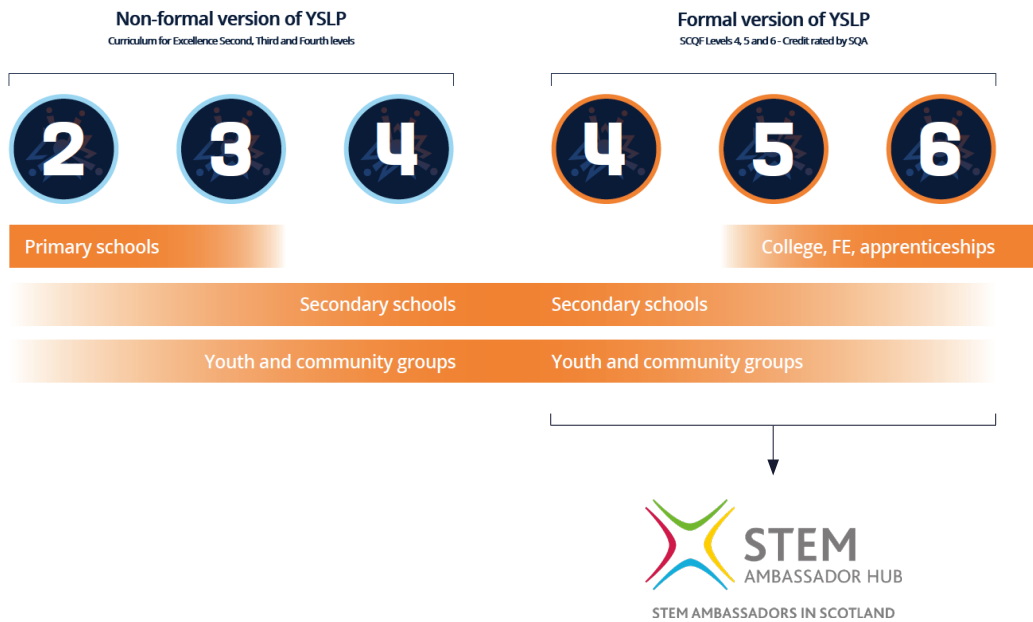 Non-formal version of YSLP
Curriculum for Excellence Second, Third and Fourth levels
Formal version of YSLP
SCQF Levels 4, 5 and 6 - Credit rated by SQA
2
3
4
4
5
6
Primary schools
College, FE, apprenticeships
Secondary schools
Secondary schools
Youth and community groups
Youth and community groups
STEM
AMBASSADOR HUB
STEM AMBASSADORS IN SCOTLAND